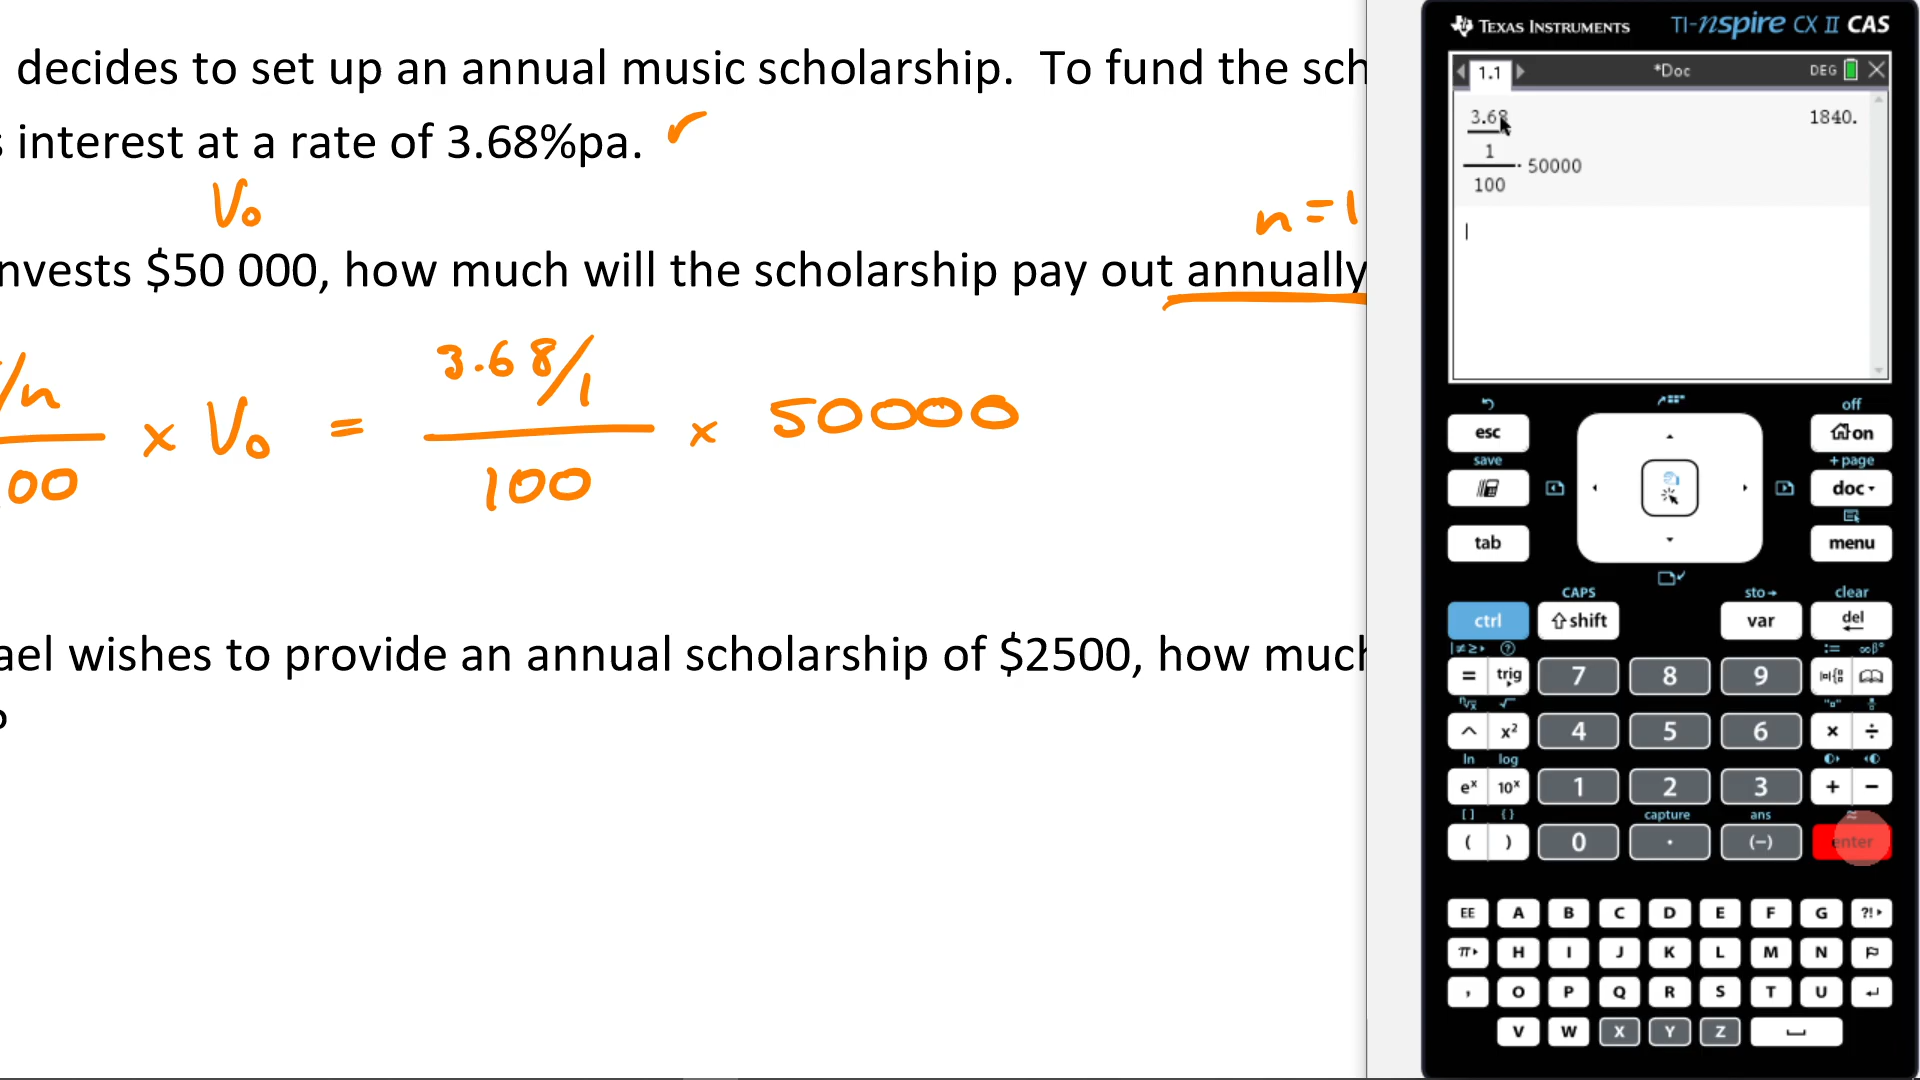 decides to set up an annual music scholarship. To fund the sch
s interest at a rate of 3.68%pa. r
V₀
n = 1
nvests $50 000, how much will the scholarship pay out annually
/n
00 × V₀ = 3.68/1
100 × 50000
ael wishes to provide an annual scholarship of $2500, how much
?
TEXAS INSTRUMENTS TI-nspire CX II CAS
1.1 *Doc DEG
3.68 1840.
1
100 · 50000
off
esc on
save + page
doc
tab menu
CAPS sto→ clear
ctrl shift var del
|≠≥▸ ? := ∞β°
= trig 7 8 9
ⁿ√x √
^ x² 4 5 6 × ÷
ln log
eˣ 10ˣ 1 2 3 + −
[ ] { } capture ans ≈
( ) 0 . (−) enter
EE A B C D E F G ?!▸
π▸ H I J K L M N
, O P Q R S T U ↵
V W X Y Z